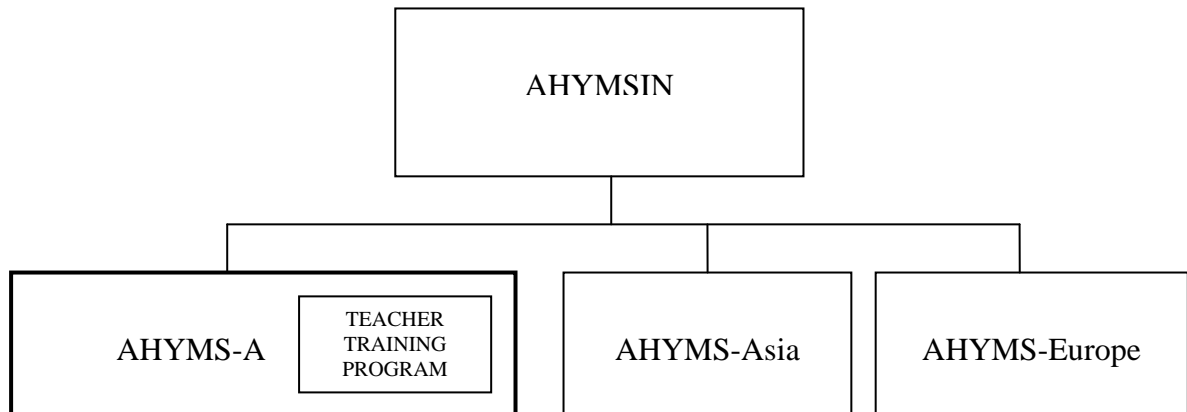 AHYMSIN
AHYMS-A
TEACHER
TRAINING
PROGRAM
AHYMS-Asia
AHYMS-Europe